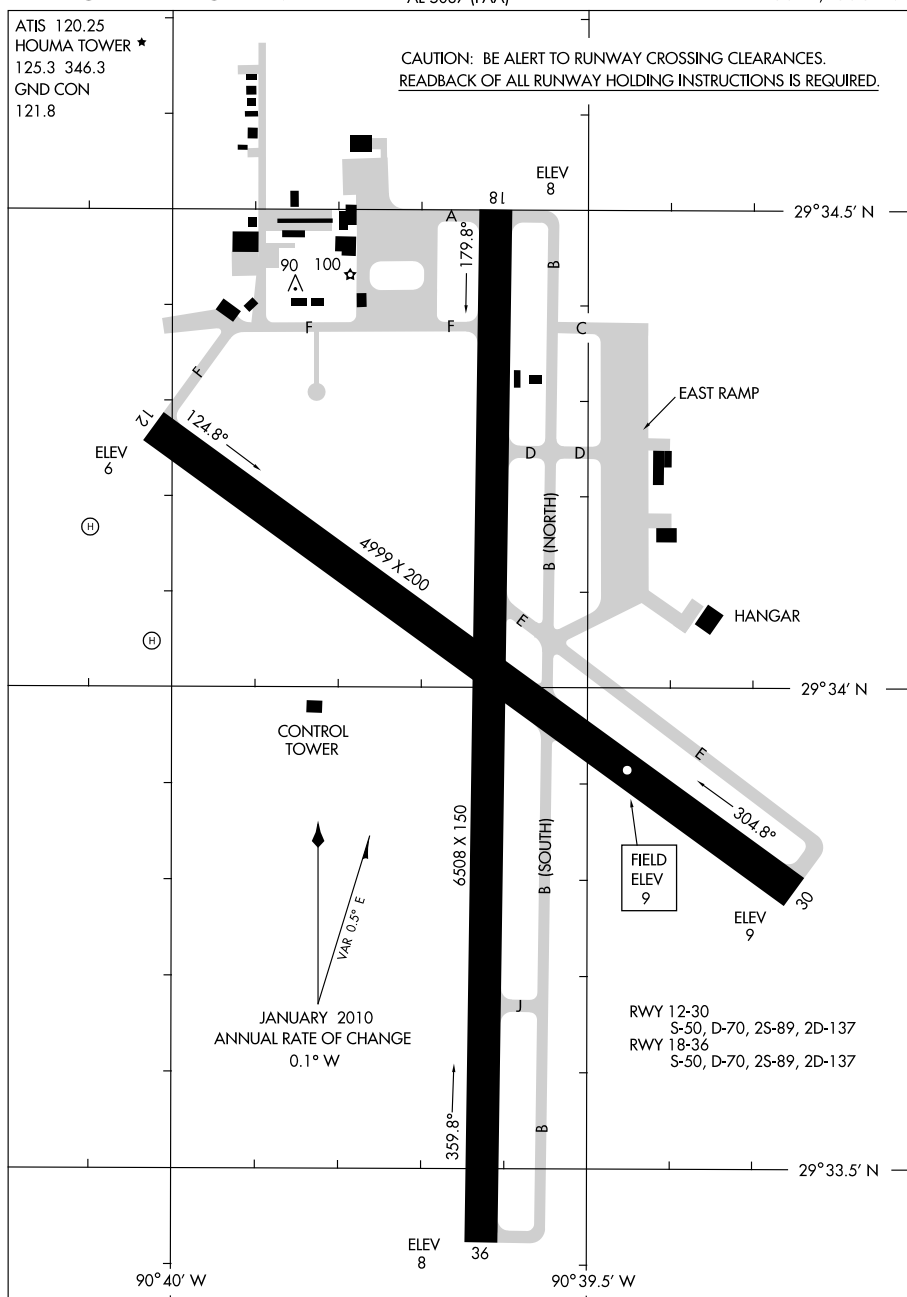 AL-5057 (FAA)
ATIS 120.25
HOUMA TOWER ★
125.3 346.3
GND CON
121.8
CAUTION: BE ALERT TO RUNWAY CROSSING CLEARANCES.
READBACK OF ALL RUNWAY HOLDING INSTRUCTIONS IS REQUIRED.
ELEV
8
18
29°34.5' N
A
179.8°
B
90
100
F
F
C
F
EAST RAMP
12
124.8°
ELEV
6
D
D
H
4999 X 200
B (NORTH)
E
HANGAR
H
29°34' N
CONTROL
TOWER
E
304.8°
6508 X 150
B (SOUTH)
FIELD
ELEV
9
30
ELEV
9
VAR 0.5° E
JANUARY 2010
ANNUAL RATE OF CHANGE
0.1° W
J
RWY 12-30
S-50, D-70, 2S-89, 2D-137
RWY 18-36
S-50, D-70, 2S-89, 2D-137
359.8°
B
29°33.5' N
ELEV
8
36
90°40' W
90°39.5' W